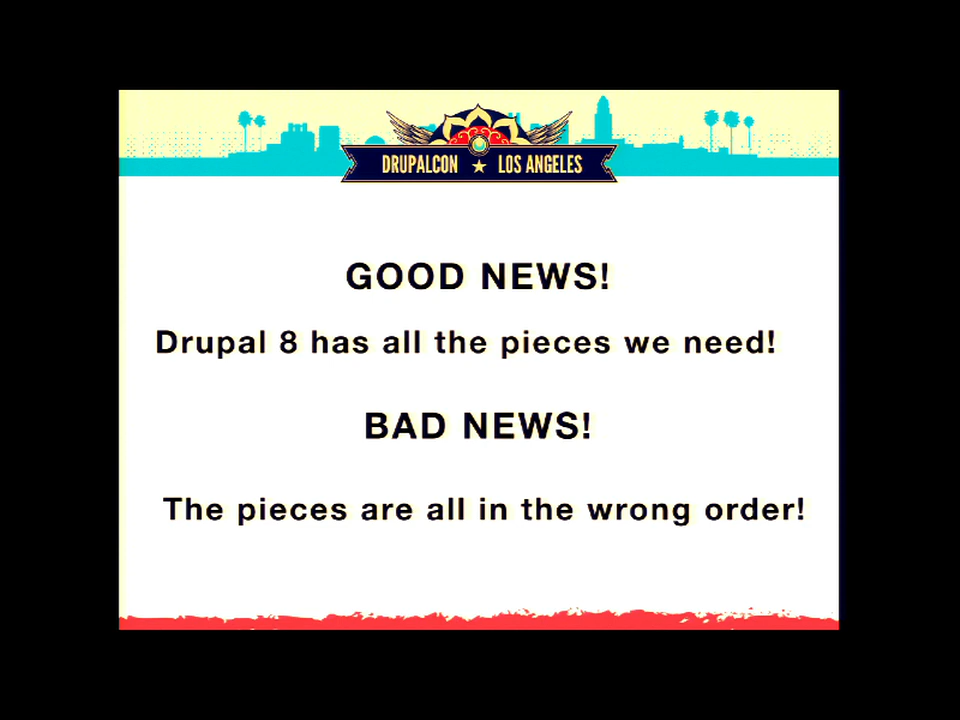 DRUPALCON ★ LOS ANGELES
GOOD NEWS!
Drupal 8 has all the pieces we need!
BAD NEWS!
The pieces are all in the wrong order!